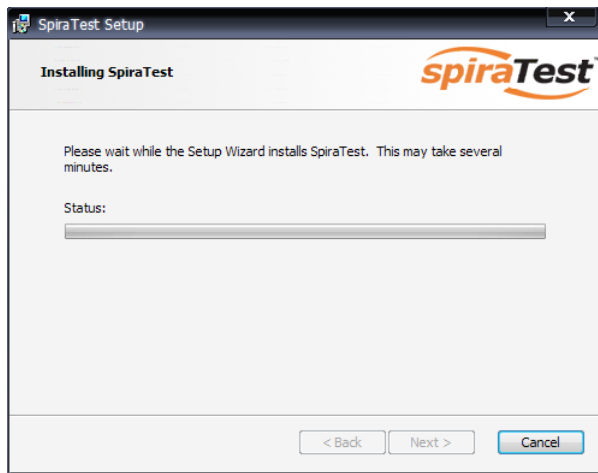 SpiraTest Setup
x
Installing SpiraTest
spiraTest
Please wait while the Setup Wizard installs SpiraTest. This may take several
minutes.
Status:
< Back
Next >
Cancel